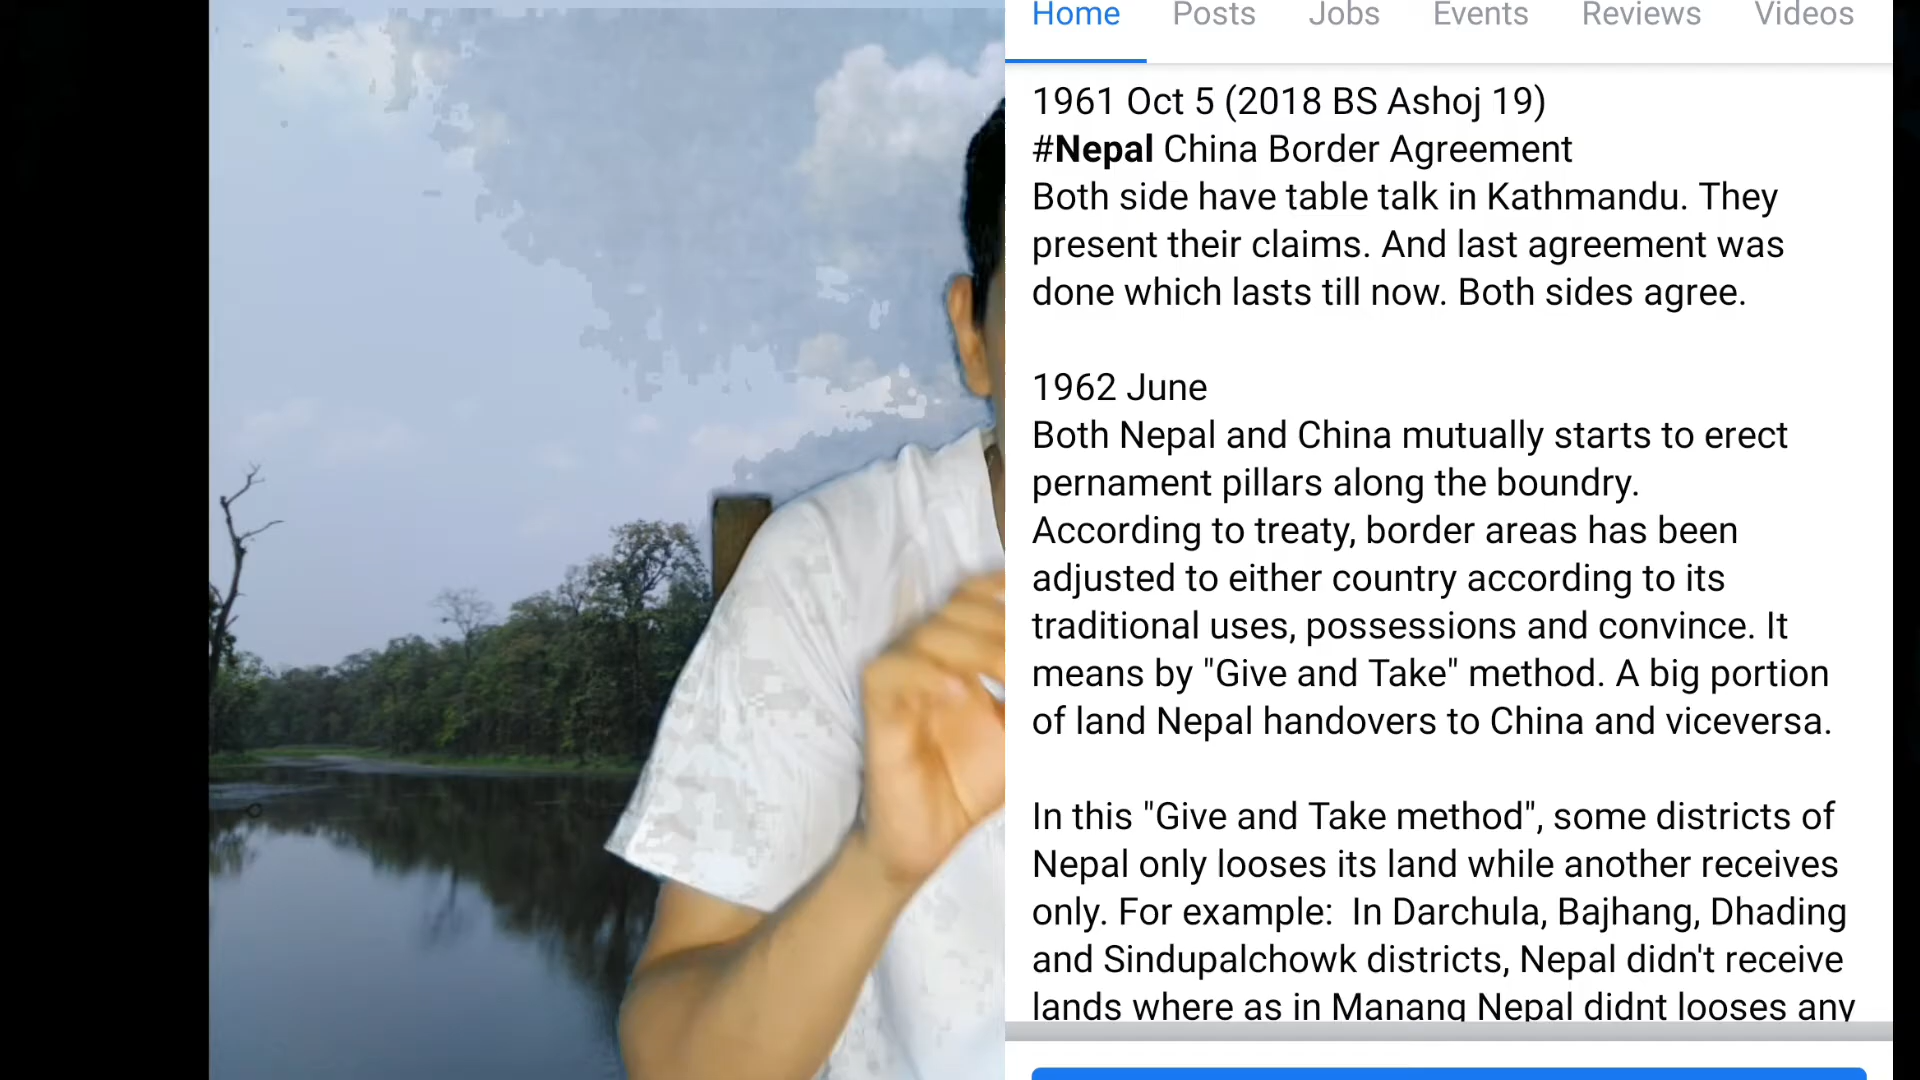 Home Posts Jobs Events Reviews Videos
1961 Oct 5 (2018 BS Ashoj 19)
#Nepal China Border Agreement
Both side have table talk in Kathmandu. They
present their claims. And last agreement was
done which lasts till now. Both sides agree.
1962 June
Both Nepal and China mutually starts to erect
pernament pillars along the boundry.
According to treaty, border areas has been
adjusted to either country according to its
traditional uses, possessions and convince. It
means by "Give and Take" method. A big portion
of land Nepal handovers to China and viceversa.
In this "Give and Take method", some districts of
Nepal only looses its land while another receives
only. For example:  In Darchula, Bajhang, Dhading
and Sindupalchowk districts, Nepal didn't receive
lands where as in Manang Nepal didnt looses any